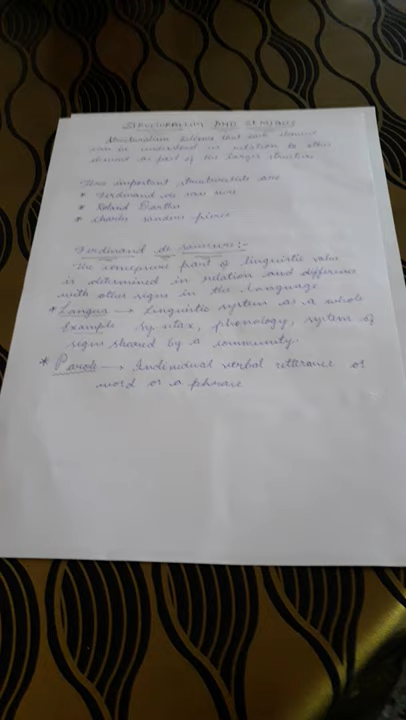 STRUCTURALISM AND SEMIOTICS
Structuralism believes that each element
can be understood in relation to other
element as part of the larger structure
Three important structuralists are
* Ferdinand de
* Roland Barthes
* Charles sanders pierce
Ferdinand de saussure:-
The conceptual part of linguistic value
is determined in relation and difference
with other signs in the language
* Langue → Linguistic system as a whole
Example syntax, phonology, system of
signs shared by a community.
* Parole → Individual verbal utterance or
word or a phrase